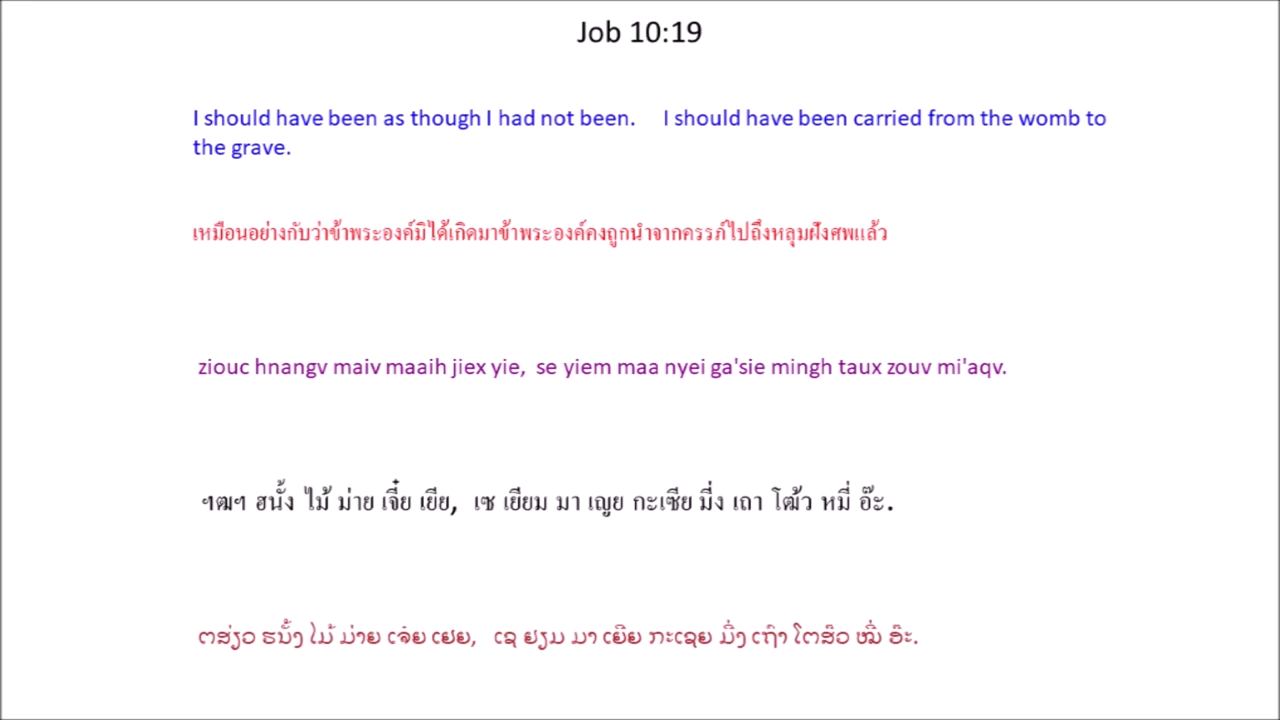 Job 10:19
I should have been as though I had not been. I should have been carried from the womb to
the grave.
เหมือนอย่างกับว่าข้าพระองค์มิได้เกิดมาข้าพระองค์คงถูกนำจากครรภ์ไปถึงหลุมฝังศพแล้ว
ziouc hnangv maiv maaih jiex yie, se yiem maa nyei ga'sie mingh taux zouv mi'aqv.
ฯฒฯ ฮนั้ง ไม้ ม่าย เจี๋ย เยีย, เซ เยียม มา เญย กะเซีย มี่ง เถา โฒ้ว หมี่ อ๊ะ.
ຕສ່ຽວ ຮນັ້ງ ໄມ້ ມ່າຍ ເຈ໋ຍ ເຢຍ, ເຊ ຢຽມ ມາ ເຍີຍ ກະເຊຍ ມີ່ງ ເຖົາ ໂຕສ໊ວ ໝີ່ ອ໊ະ.